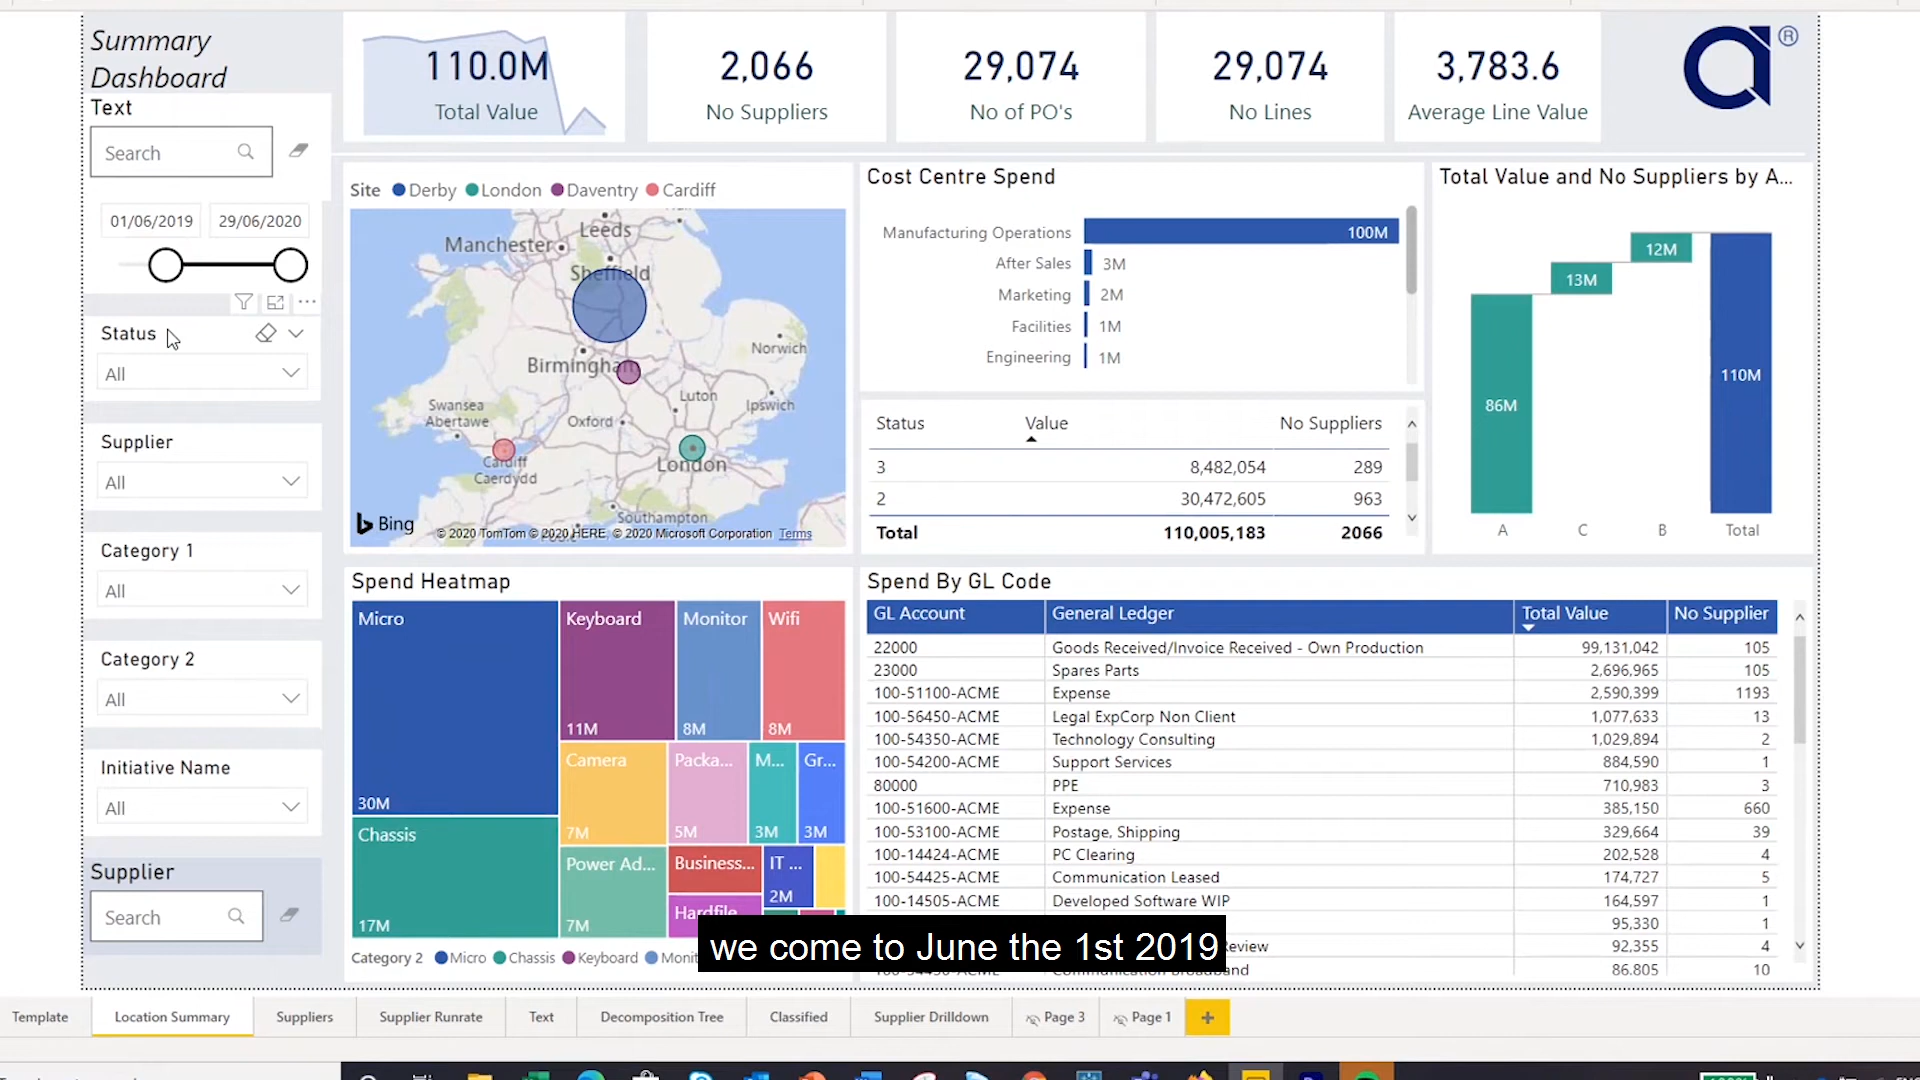 Summary
Dashboard
110.0M
Total Value
2,066
No Suppliers
29,074
No of PO's
29,074
No Lines
3,783.6
Average Line Value
®
Text
Search
01/06/2019
29/06/2020
Status
All
Supplier
All
Category 1
All
Category 2
All
Initiative Name
All
Supplier
Search
Site Derby London Daventry Cardiff
Leeds
Manchester
Sheffield
Birmingham
Norwich
Luton
Ipswich
Swansea
Abertawe
Oxford
Cardiff
Caerdydd
London
Southampton
Bing
© 2020 TomTom © 2020 HERE, © 2020 Microsoft Corporation Terms
Cost Centre Spend
Manufacturing Operations 100M
After Sales 3M
Marketing 2M
Facilities 1M
Engineering 1M
Status Value No Suppliers
3 8,482,054 289
2 30,472,605 963
Total 110,005,183 2066
Total Value and No Suppliers by A...
86M
13M
12M
110M
A C B Total
Spend Heatmap
Micro
30M
Chassis
17M
Keyboard
11M
Monitor
8M
Wifi
8M
Camera
7M
Packa...
5M
M...
3M
Gr...
3M
Power Ad...
7M
Business...
IT ...
2M
Hardfile
Category 2 Micro Chassis Keyboard Monit
Spend By GL Code
GL Account General Ledger Total Value No Supplier
22000 Goods Received/Invoice Received - Own Production 99,131,042 105
23000 Spares Parts 2,696,965 105
100-51100-ACME Expense 2,590,399 1193
100-56450-ACME Legal ExpCorp Non Client 1,077,633 13
100-54350-ACME Technology Consulting 1,029,894 2
100-54200-ACME Support Services 884,590 1
80000 PPE 710,983 3
100-51600-ACME Expense 385,150 660
100-53100-ACME Postage, Shipping 329,664 39
100-14424-ACME PC Clearing 202,528 4
100-54425-ACME Communication Leased 174,727 5
100-14597-ACME Developed Software WIP 164,597 1
95,330 1
Review 92,355 4
86,805 10
we come to June the 1st 2019
Template
Location Summary
Suppliers
Supplier Runrate
Text
Decomposition Tree
Classified
Supplier Drilldown
Page 3
Page 1
+